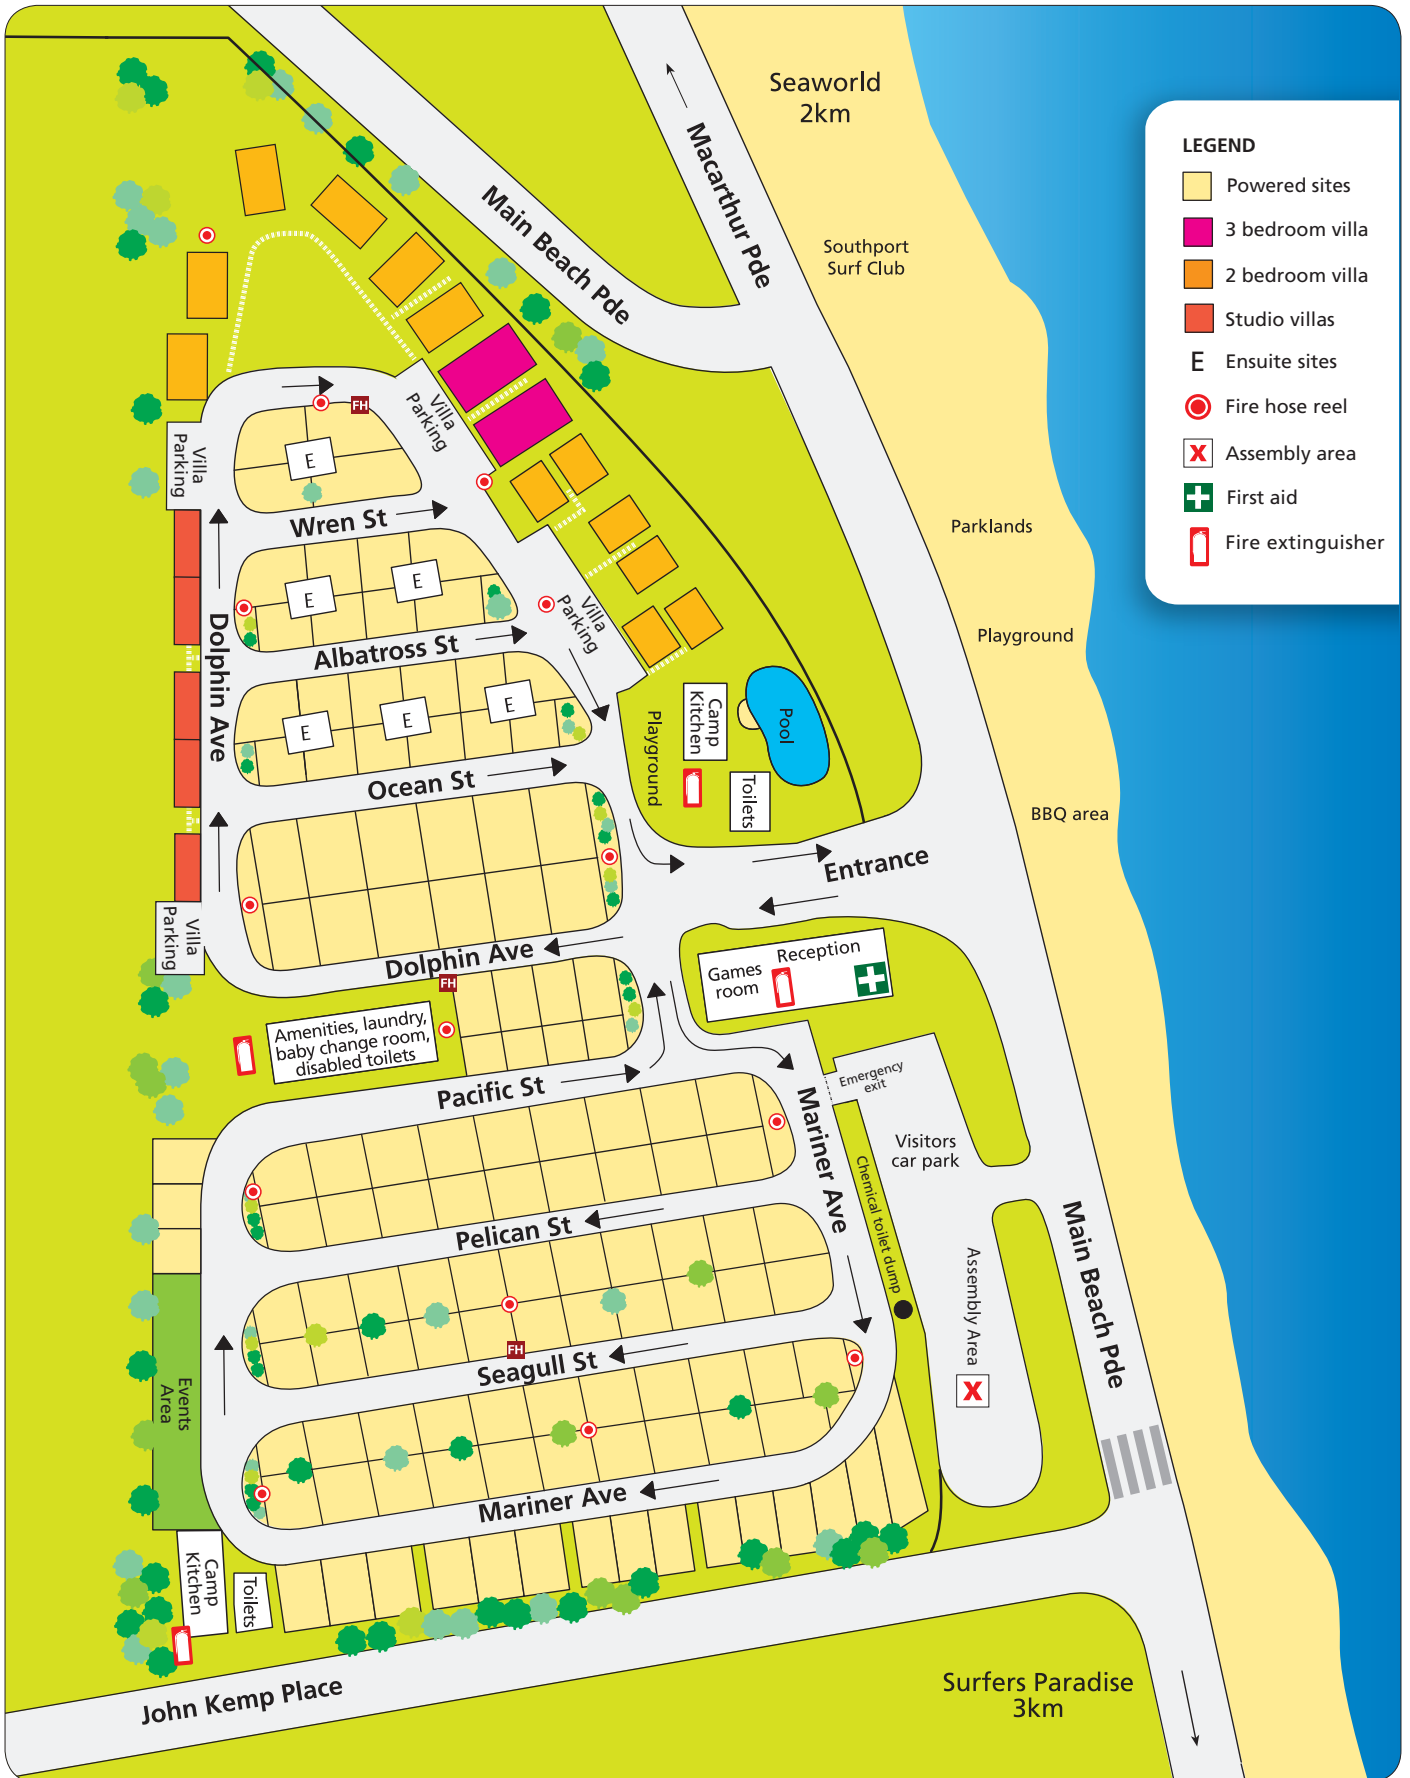 Seaworld
2km
LEGEND
Powered sites
3 bedroom villa
2 bedroom villa
Studio villas
E
Ensuite sites
Fire hose reel
X
Assembly area
First aid
Fire extinguisher
Macarthur Pde
Main Beach Pde
Southport
Surf Club
Parklands
Playground
BBQ area
Villa
Parking
FH
Villa
Parking
E
Wren St
E
E
Villa
Parking
Albatross St
Dolphin Ave
E
E
E
Ocean St
Playground
Camp
Kitchen
Pool
Toilets
Entrance
Villa
Parking
Dolphin Ave
FH
Reception
Games
room
Amenities, laundry,
baby change room,
disabled toilets
Pacific St
Emergency
exit
Mariner Ave
Visitors
car park
Chemical toilet dump
Pelican St
Main Beach Pde
Assembly Area
X
FH
Seagull St
Events
Area
Mariner Ave
Camp
Kitchen
Toilets
John Kemp Place
Surfers Paradise
3km